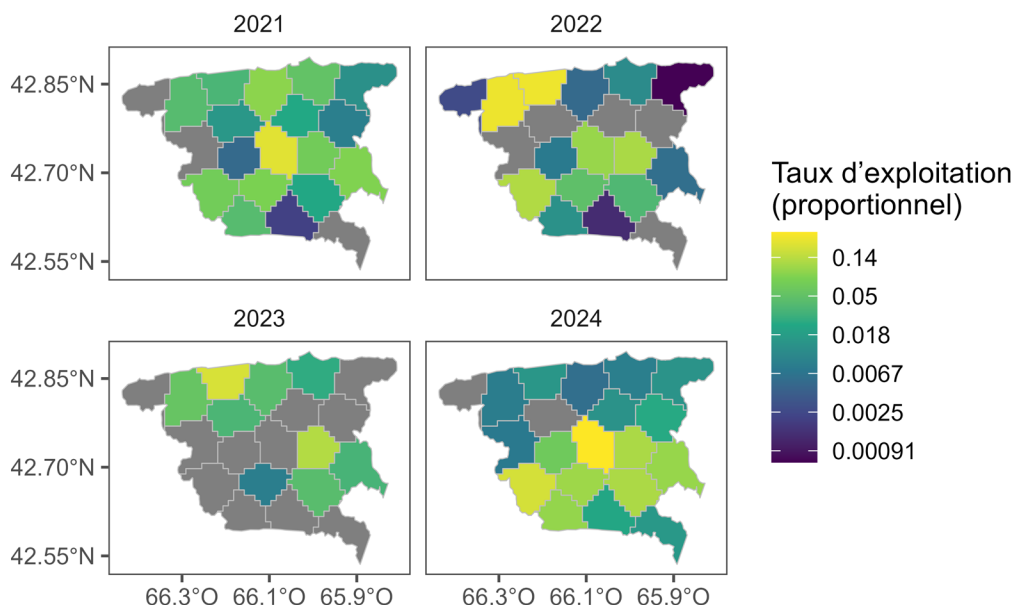 2021 2022
42.85°N
42.70°N
42.55°N
Taux d’exploitation
(proportionnel)
0.14
0.05
0.018
0.0067
0.0025
0.00091
2023 2024
42.85°N
42.70°N
42.55°N
66.3°O 66.1°O 65.9°O 66.3°O 66.1°O 65.9°O